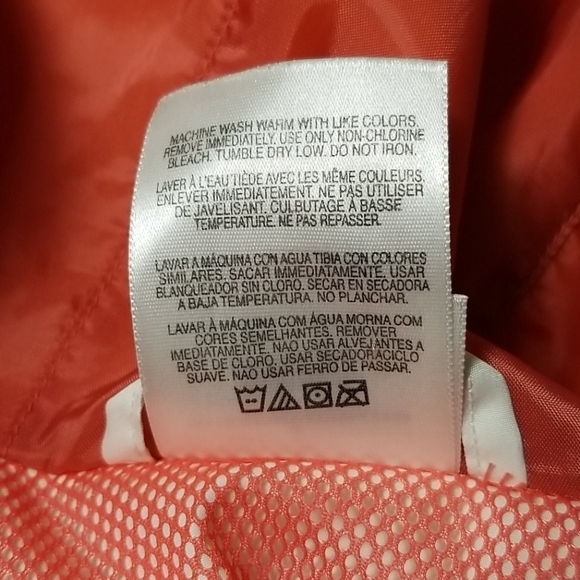 MACHINE WASH WARM WITH LIKE COLORS.
REMOVE IMMEDIATELY. USE ONLY NON-CHLORINE
BLEACH. TUMBLE DRY LOW. DO NOT IRON.
LAVER À L'EAU TIÈDE AVEC LES MÊME COULEURS.
ENLEVER IMMEDIATEMENT. NE PAS UTILISER
DE JAVELISANT. CULBUTAGE À BASSE
TEMPERATURE. NE PAS REPASSER.
LAVAR A MÁQUINA CON AGUA TIBIA CON COLORES
SIMILARES. SACAR IMMEDIATAMENTE. USAR
BLANQUEADOR SIN CLORO. SECAR EN SECADORA
A BAJA TEMPERATURA. NO PLANCHAR.
LAVAR À MÁQUINA COM ÁGUA MORNA COM
CORES SEMELHANTES. REMOVER
IMEDIATAMENTE. NAO USAR ALVEJANTES A
BASE DE CLORO. USAR SECADORACICLO
SUAVE. NÃO USAR FERRO DE PASSAR.